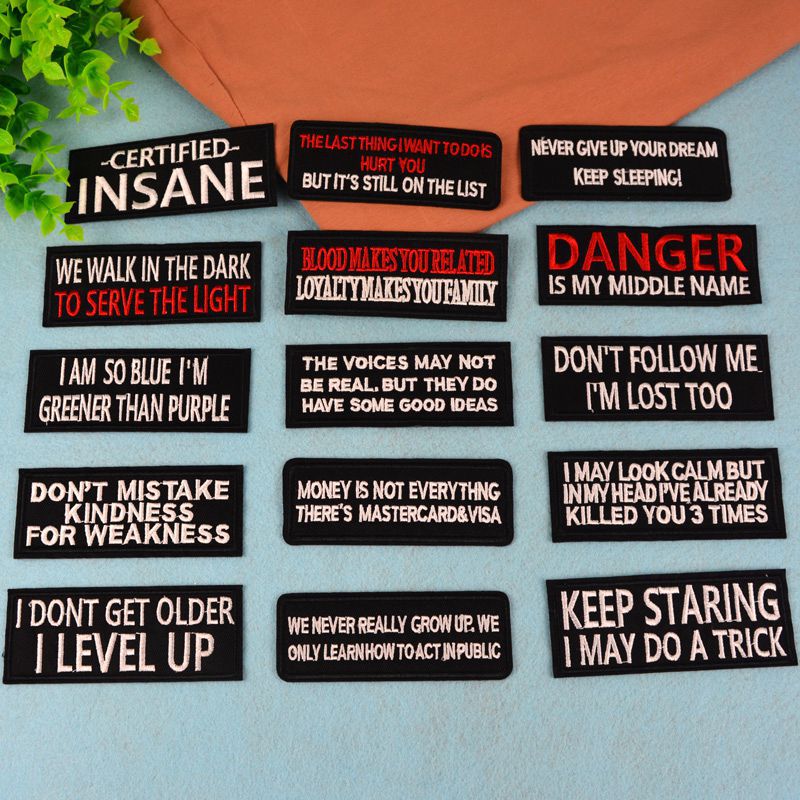 -CERTIFIED-
INSANE
THE LAST THING I WANT TO DO IS
HURT YOU
BUT IT'S STILL ON THE LIST
NEVER GIVE UP YOUR DREAM
KEEP SLEEPING!
WE WALK IN THE DARK
TO SERVE THE LIGHT
BLOOD MAKES YOU RELATED
LOYALTY MAKES YOU FAMILY
DANGER
IS MY MIDDLE NAME
I AM SO BLUE I'M
GREENER THAN PURPLE
THE VOICES MAY NOT
BE REAL. BUT THEY DO
HAVE SOME GOOD IDEAS
DON'T FOLLOW ME
I'M LOST TOO
DON'T MISTAKE
KINDNESS
FOR WEAKNESS
MONEY IS NOT EVERYTHNG
THERE'S MASTERCARD&VISA
I MAY LOOK CALM BUT
IN MY HEAD I'VE ALREADY
KILLED YOU 3 TIMES
I DONT GET OLDER
I LEVEL UP
WE NEVER REALLY GROW UP. WE
ONLY LEARN HOW TO ACT IN PUBLIC
KEEP STARING
I MAY DO A TRICK